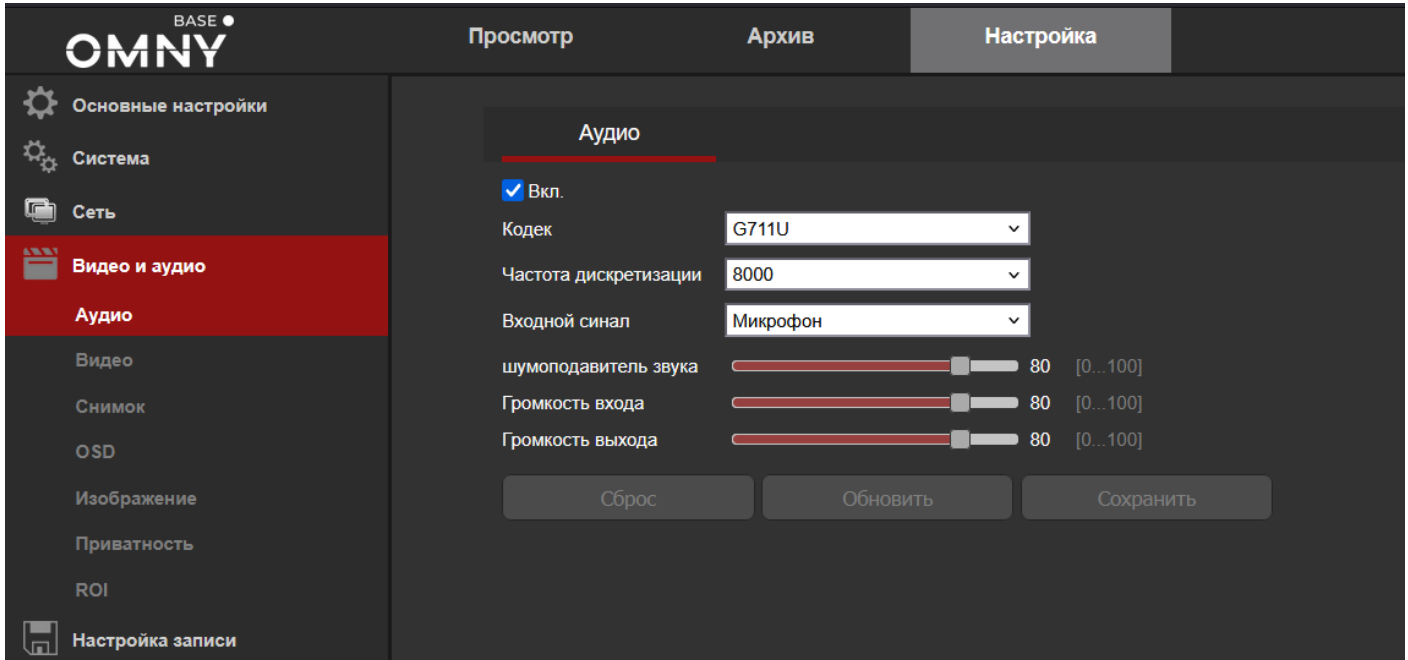 BASE
OMNY
Просмотр Архив Настройка
Основные настройки
Система
Сеть
Видео и аудио
Аудио
Видео
Снимок
OSD
Изображение
Приватность
ROI
Настройка записи
Аудио
Вкл.
Кодек G711U
Частота дискретизации 8000
Входной синал Микрофон
шумоподавитель звука 80 [0...100]
Громкость входа 80 [0...100]
Громкость выхода 80 [0...100]
Сброс Обновить Сохранить